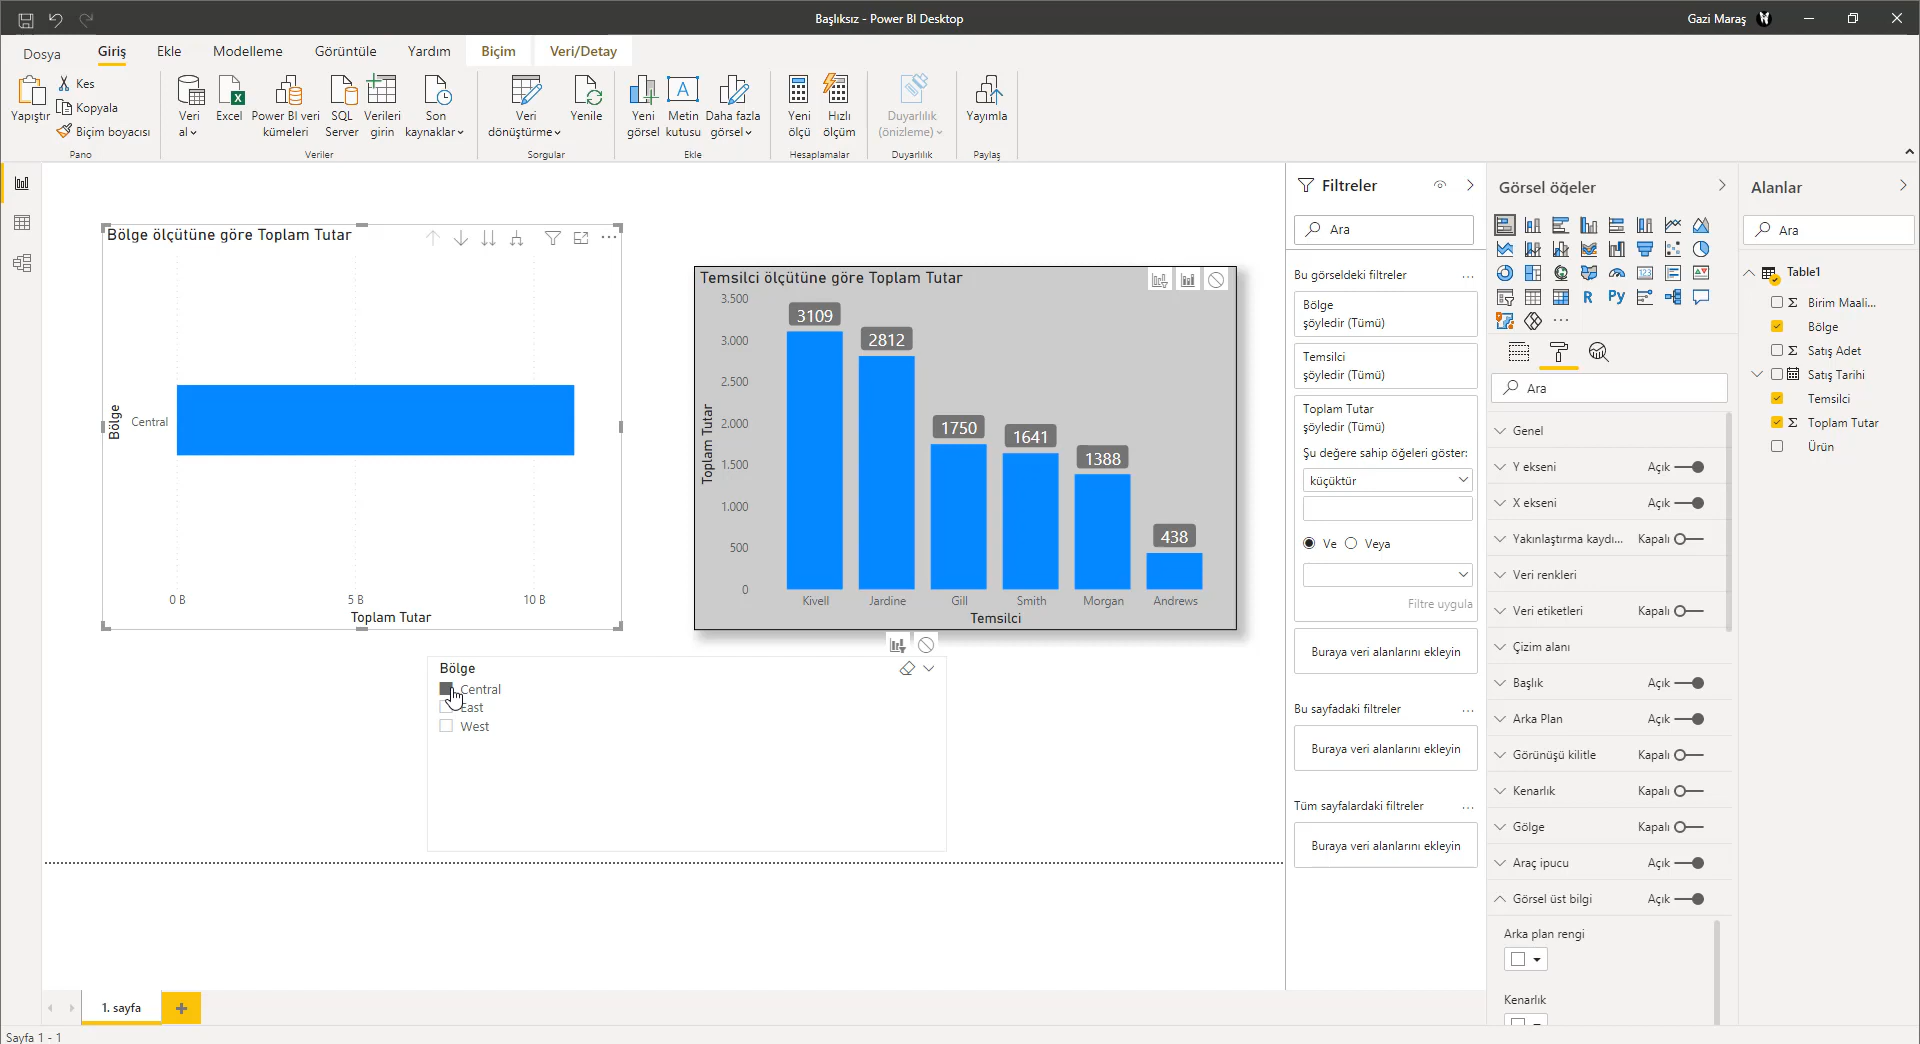 Başlıksız - Power BI Desktop
Gazi Maraş
Dosya
Giriş
Ekle
Modelleme
Görüntüle
Yardım
Biçim
Veri/Detay
Yapıştır
Kes
Kopyala
Biçim boyacısı
Pano
Veri
al
Excel
Power BI veri
kümeleri
SQL
Server
Verileri
girin
Son
kaynaklar
Veriler
Veri
dönüştürme
Yenile
Sorgular
Yeni
görsel
Metin
kutusu
Daha fazla
görsel
Ekle
Yeni
ölçü
Hızlı
ölçüm
Hesaplamalar
Duyarlılık
(önizleme)
Duyarlılık
Yayımla
Paylaş
Bölge ölçütüne göre Toplam Tutar
Bölge
Central
0 B
5 B
10 B
Toplam Tutar
Temsilci ölçütüne göre Toplam Tutar
Toplam Tutar
3.500
3.000
2.500
2.000
1.500
1.000
500
0
3109
2812
1750
1641
1388
438
Kivell
Jardine
Gill
Smith
Morgan
Andrews
Temsilci
Bölge
Central
East
West
Filtreler
Ara
Bu görseldeki filtreler
...
Bölge
şöyledir (Tümü)
Temsilci
şöyledir (Tümü)
Toplam Tutar
şöyledir (Tümü)
Şu değere sahip öğeleri göster:
küçüktür
Ve
Veya
Filtre uygula
Buraya veri alanlarını ekleyin
Bu sayfadaki filtreler
...
Buraya veri alanlarını ekleyin
Tüm sayfalardaki filtreler
...
Buraya veri alanlarını ekleyin
Görsel öğeler
123
R
Py
...
Ara
Genel
Y ekseni
Açık
X ekseni
Açık
Yakınlaştırma kaydı...
Kapalı
Veri renkleri
Veri etiketleri
Kapalı
Çizim alanı
Başlık
Açık
Arka Plan
Açık
Görünüşü kilitle
Kapalı
Kenarlık
Kapalı
Gölge
Kapalı
Araç ipucu
Açık
Görsel üst bilgi
Açık
Arka plan rengi
Kenarlık
Alanlar
Ara
Table1
Σ Birim Maali...
Bölge
Σ Satış Adet
Satış Tarihi
Temsilci
Σ Toplam Tutar
Ürün
1. sayfa
+
Sayfa 1 - 1